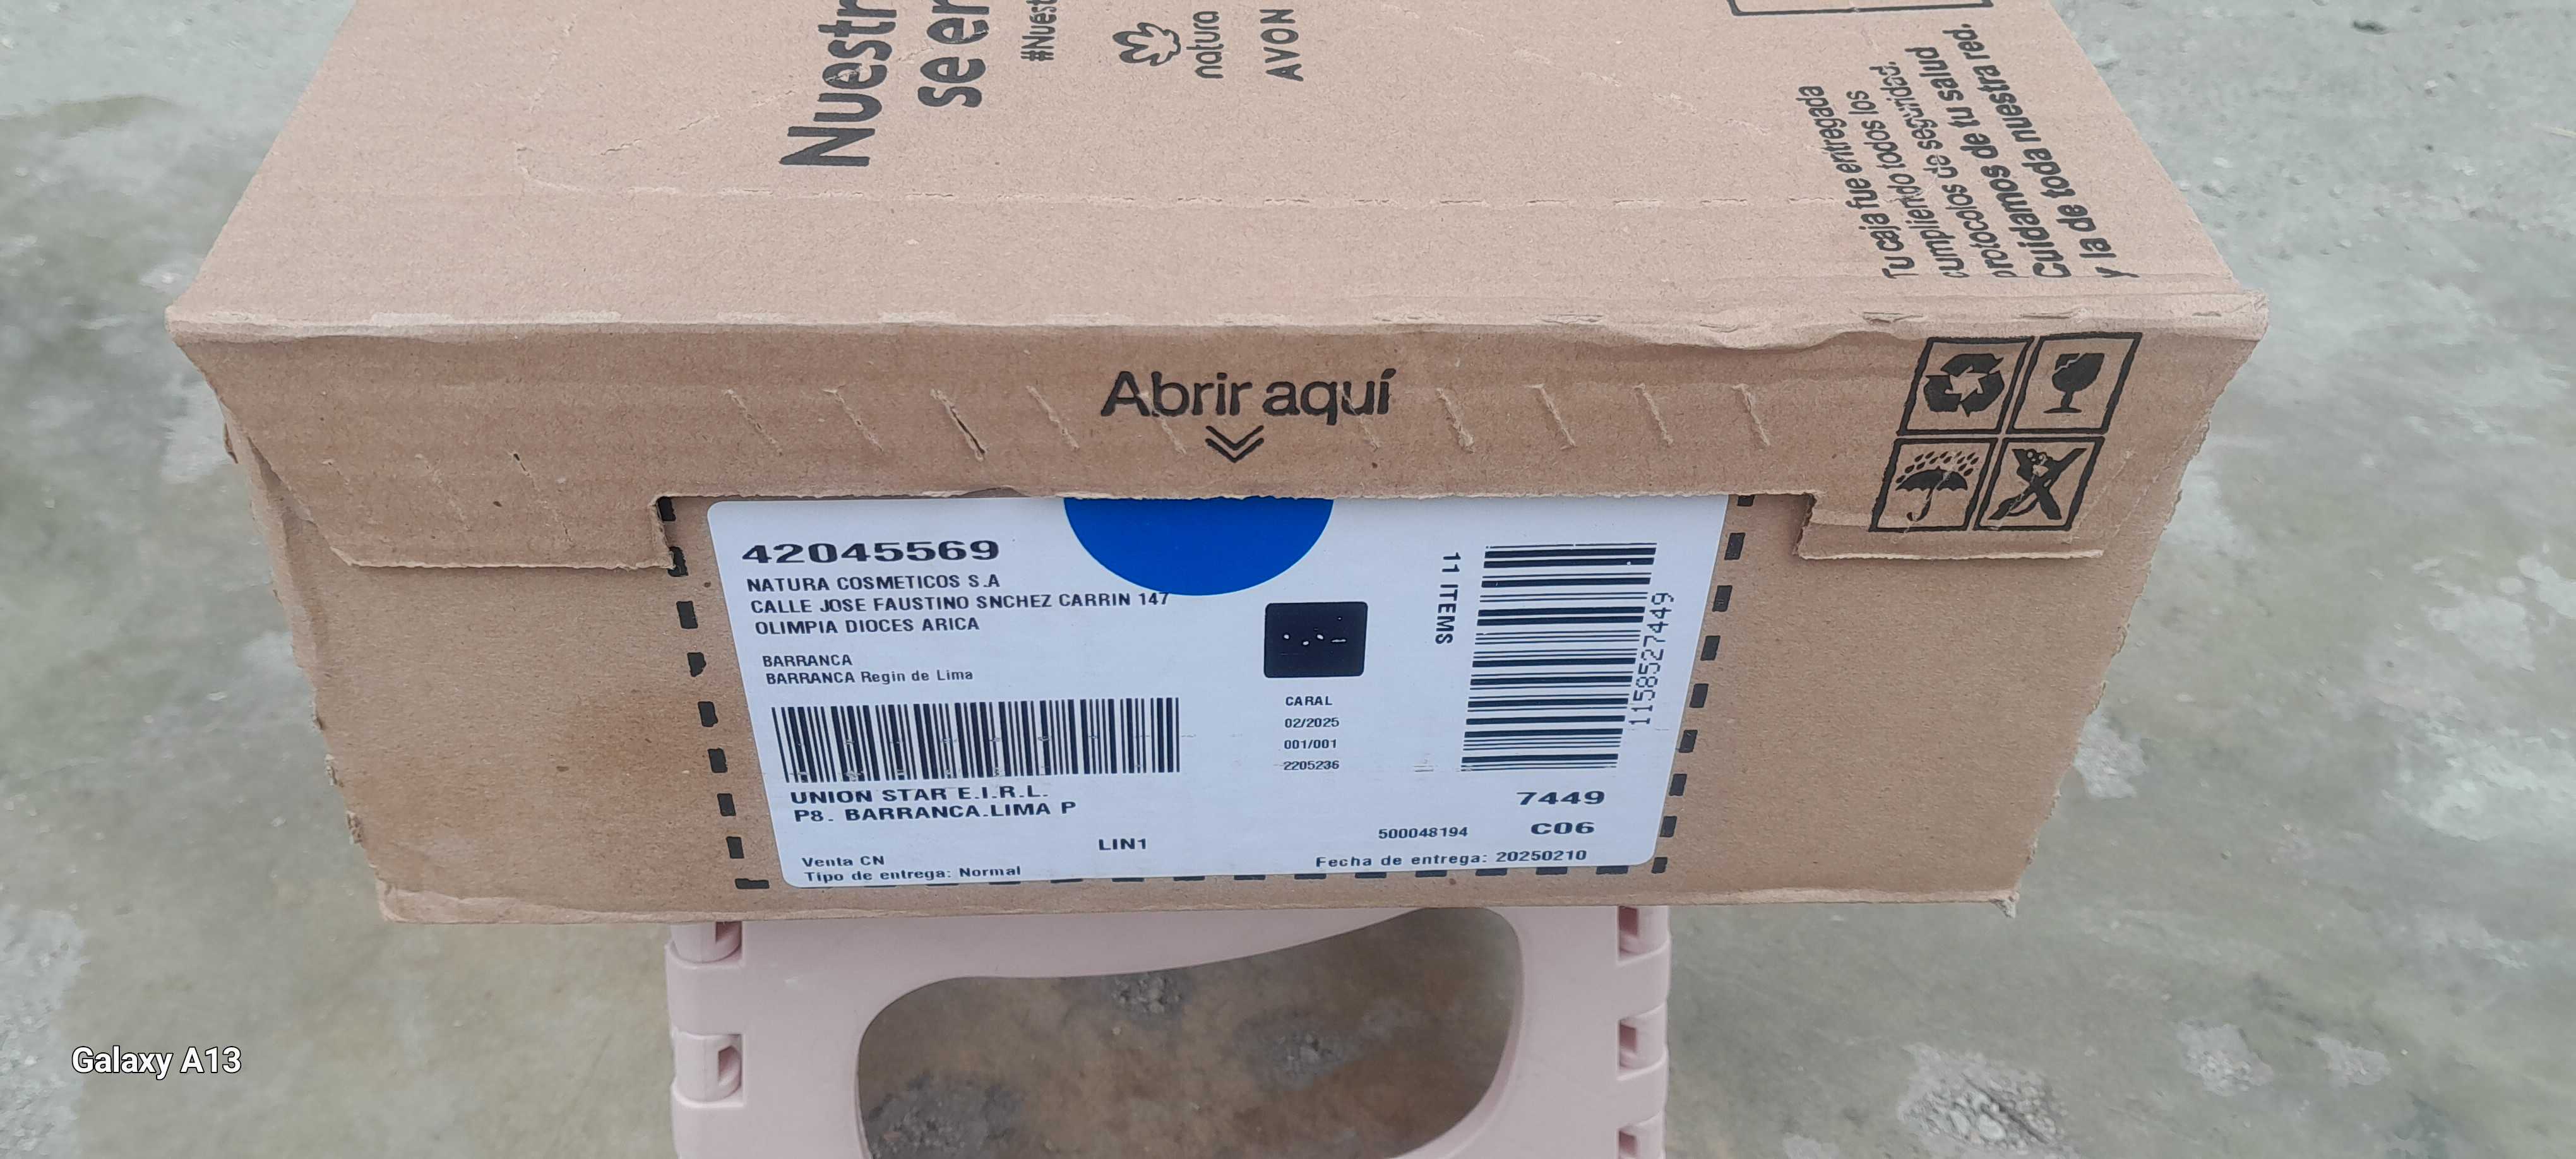 Nuestr
se er
#Nuest
natura
AVON
Tu caja fue entregada
cumpliendo todos los
protocolos de seguridad.
Cuidamos de tu salud
y la de toda nuestra red.
Abrir aquí
42045569
NATURA COSMETICOS S.A
CALLE JOSE FAUSTINO SNCHEZ CARRIN 147
OLIMPIA DIOCES ARICA
BARRANCA
BARRANCA Regin de Lima
UNION STAR E.I.R.L.
P8. BARRANCA.LIMA P
LIN1
Venta CN
Tipo de entrega: Normal
CARAL
02/2025
001/001
2205236
11 ITEMS
1158527449
7449
500048194 C06
Fecha de entrega: 20250210
Galaxy A13